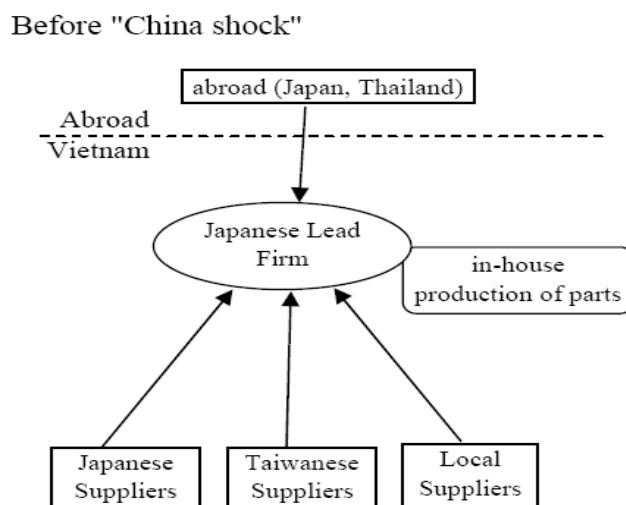 Before "China shock"
abroad (Japan, Thailand)
Abroad
Vietnam
Japanese Lead
Firm
in-house
production of parts
Japanese
Suppliers
Taiwanese
Suppliers
Local
Suppliers